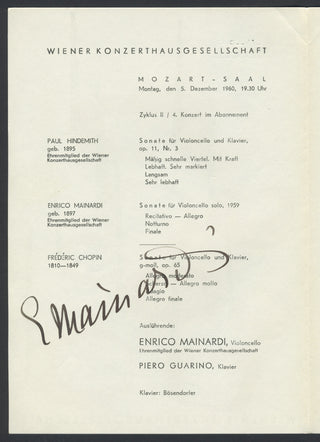 WIENER KONZERTHAUSGESELLSCHAFT
MOZART-SAAL
Montag, den 5. Dezember 1960, 19.30 Uhr
Zyklus II / 4. Konzert im Abonnement
PAUL HINDEMITH
geb. 1895
Ehrenmitglied der Wiener
Konzerthausgesellschaft
Sonate für Violoncello und Klavier,
op. 11, Nr. 3
Mäßig schnelle Viertel. Mit Kraft
Lebhaft. Sehr markiert
Langsam
Sehr lebhaft
ENRICO MAINARDI
geb. 1897
Ehrenmitglied der Wiener
Konzerthausgesellschaft
Sonate für Violoncello solo, 1959
Recitativo — Allegro
Notturno
Finale
FRÉDÉRIC CHOPIN
1810—1849
Sonate für Violoncello und Klavier,
g-moll, op. 65
Allegro moderato
Scherzo — Allegro molto
Allegro finale
E Mainardi
Ausführende:
ENRICO MAINARDI, Violoncello
Ehrenmitglied der Wiener Konzerthausgesellschaft
PIERO GUARINO, Klavier
Klavier: Bösendorfer